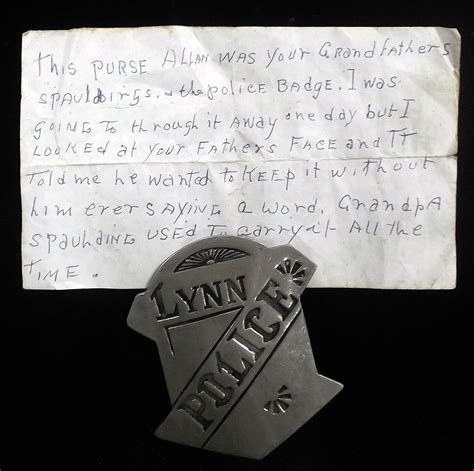 THIS PURSE ALLAN WAS YOUR GRANDFATHERS
SPAULDINGS. & the POLICE BADGE. I WAS
GOING TO through it AWAY ONE DAY but I
LOOKED at YOUR FATHERS FACE AND IT
TOLD ME he WANTED to KEEP it WITHOUT
him EVER SAYING A WORD. GRANDPA
SPAULDING USED To CARRY it All the
TIME.
LYNN
POLICE